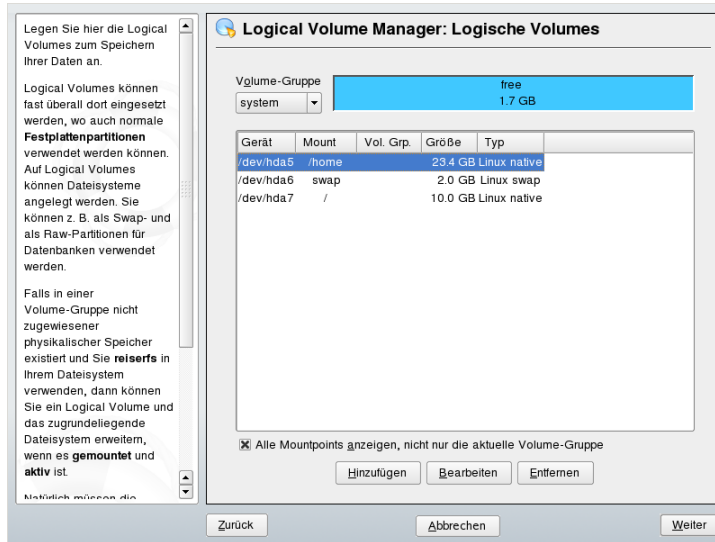 Legen Sie hier die Logical
Volumes zum Speichern
Ihrer Daten an.
Logical Volumes können
fast überall dort eingesetzt
werden, wo auch normale
Festplattenpartitionen
verwendet werden können.
Auf Logical Volumes
können Dateisysteme
angelegt werden. Sie
können z. B. als Swap- und
als Raw-Partitionen für
Datenbanken verwendet
werden.
Falls in einer
Volume-Gruppe nicht
zugewiesener
physikalischer Speicher
existiert und Sie reiserfs in
Ihrem Dateisystem
verwenden, dann können
Sie ein Logical Volume und
das zugrundeliegende
Dateisystem erweitern,
wenn es gemountet und
aktiv ist.
Natürlich müssen die
Logical Volume Manager: Logische Volumes
Volume-Gruppe
system
free
1.7 GB
Gerät Mount Vol. Grp. Größe Typ
/dev/hda5 /home 23.4 GB Linux native
/dev/hda6 swap 2.0 GB Linux swap
/dev/hda7 / 10.0 GB Linux native
Alle Mountpoints anzeigen, nicht nur die aktuelle Volume-Gruppe
Hinzufügen Bearbeiten Entfernen
Zurück Abbrechen Weiter